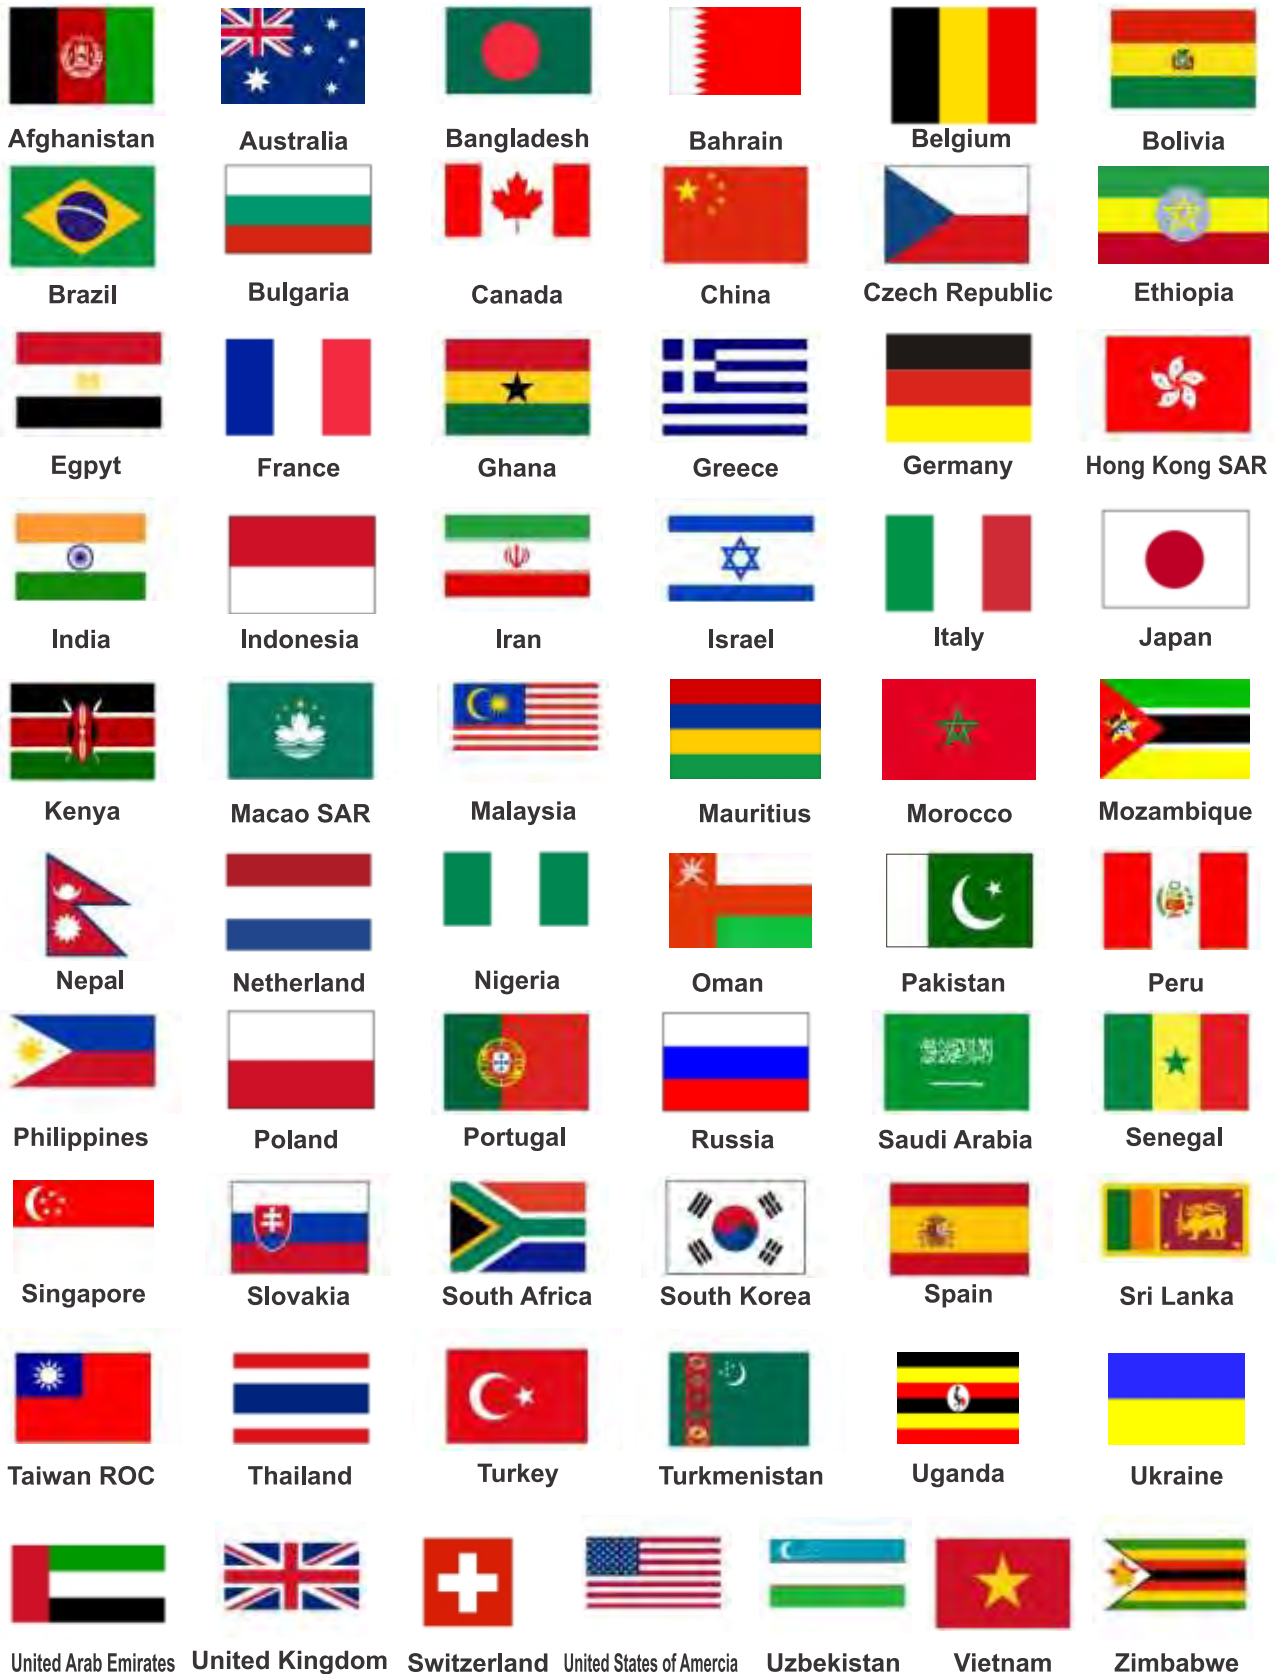 Afghanistan Australia Bangladesh Bahrain Belgium Bolivia
Brazil Bulgaria Canada China Czech Republic Ethiopia
Egpyt France Ghana Greece Germany Hong Kong SAR
India Indonesia Iran Israel Italy Japan
Kenya Macao SAR Malaysia Mauritius Morocco Mozambique
Nepal Netherland Nigeria Oman Pakistan Peru
Philippines Poland Portugal Russia Saudi Arabia Senegal
Singapore Slovakia South Africa South Korea Spain Sri Lanka
Taiwan ROC Thailand Turkey Turkmenistan Uganda Ukraine
United Arab Emirates United Kingdom Switzerland United States of Amercia Uzbekistan Vietnam Zimbabwe